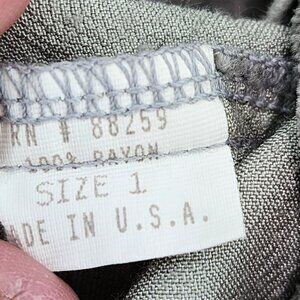 RN # 88259
100% RAYON
SIZE 1
ADE IN U.S.A.